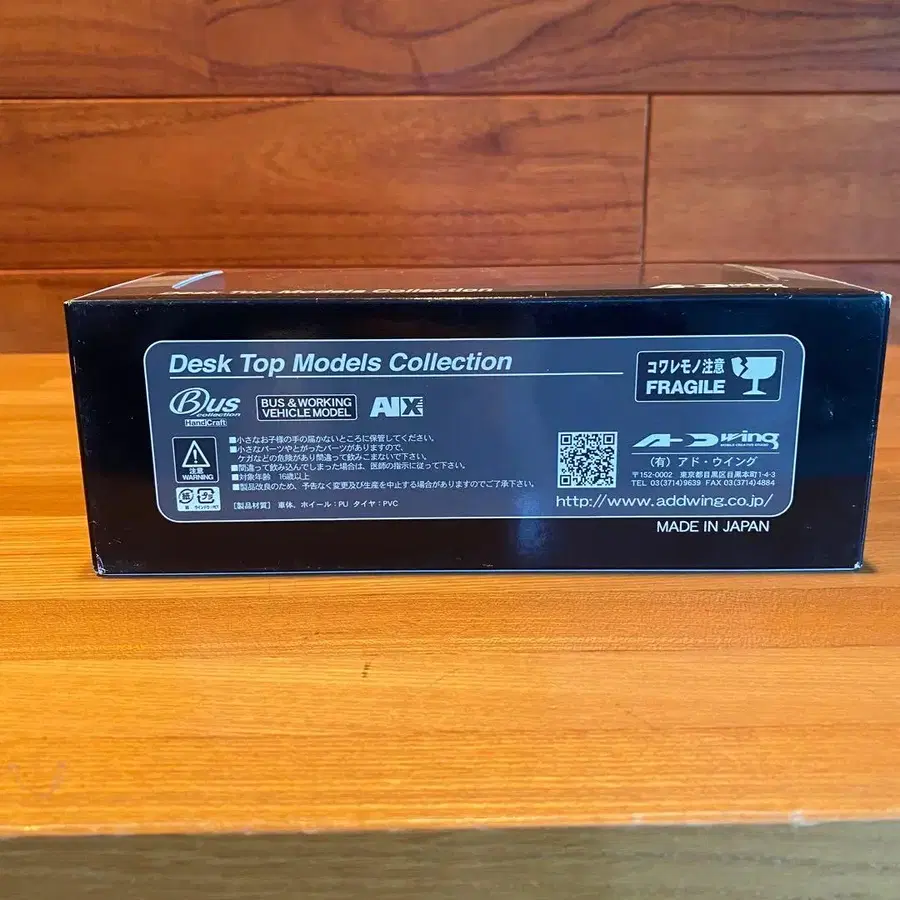 Top Models Collection
Desk Top Models Collection
コワレモノ注意
FRAGILE
Bus
collection
HandCraft
BUS & WORKING
VEHICLE MODEL
AIX
注意
WARNING
■小さなお子様の手の届かないところに保管してください。
■小さなパーツやとがったパーツがありますので、
ケガなどの危険があり間違って飲みこまないで下さい。
■間違って飲み込んでしまった場合は、医師の指示に従って下さい。
■対象年齢 15歳以上
■製品改良のため、予告なく変更及び生産を中止する場合がありますのでご了承下さい。
紙 プラ
[製品材質] 車体、ホイール:PU タイヤ:PVC
ADDwing
(有) アド・ウイング
〒152-0002 東京都目黒区目黒本町1-4-3
TEL 03(3714)9639 FAX 03(3714)4884
http://www.addwing.co.jp/
MADE IN JAPAN